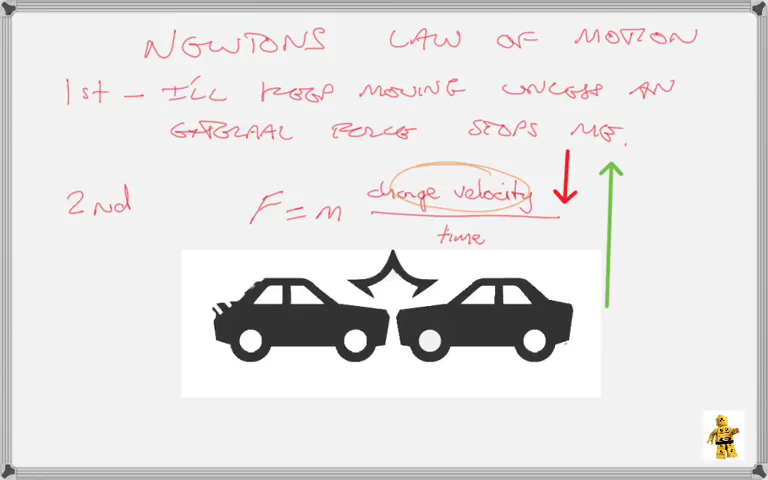 NEWTONS LAW OF MOTION
1st - I'LL KEEP MOVING UNLESS AN
EXTERNAL FORCE STOPS ME.
2nd F = m change velocity
time